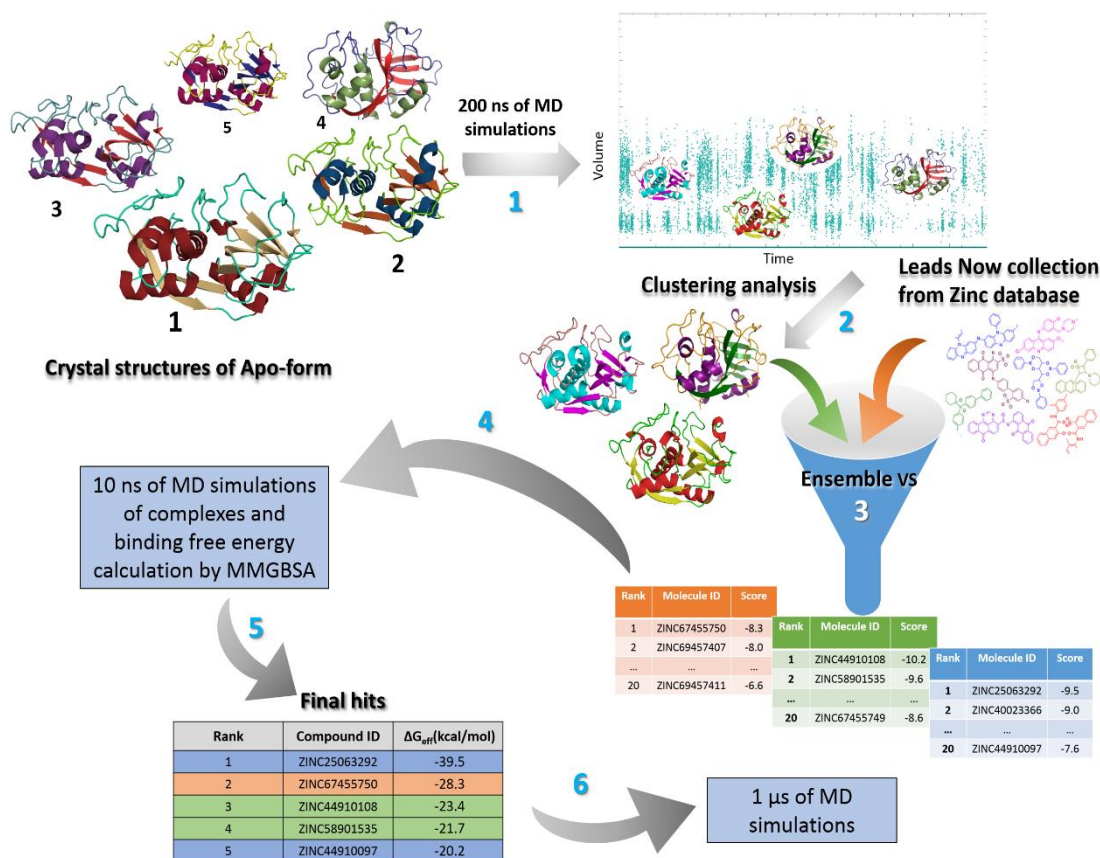 5
4
3
2
1
Crystal structures of Apo-form
200 ns of MD
simulations
1
Volume
Time
Clustering analysis
2
Leads Now collection
from Zinc database
Ensemble VS
3
4
10 ns of MD simulations
of complexes and
binding free energy
calculation by MMGBSA
Rank Molecule ID Score
1 ZINC67455750 -8.3
2 ZINC69457407 -8.0
... ... ...
20 ZINC69457411 -6.6
Rank Molecule ID Score
1 ZINC44910108 -10.2
2 ZINC58901535 -9.6
... ... ...
20 ZINC67455749 -8.6
Rank Molecule ID Score
1 ZINC25063292 -9.5
2 ZINC40023366 -9.0
... ... ...
20 ZINC44910097 -7.6
5
Final hits
Rank Compound ID ΔGeff(kcal/mol)
1 ZINC25063292 -39.5
2 ZINC67455750 -28.3
3 ZINC44910108 -23.4
4 ZINC58901535 -21.7
5 ZINC44910097 -20.2
6
1 µs of MD
simulations